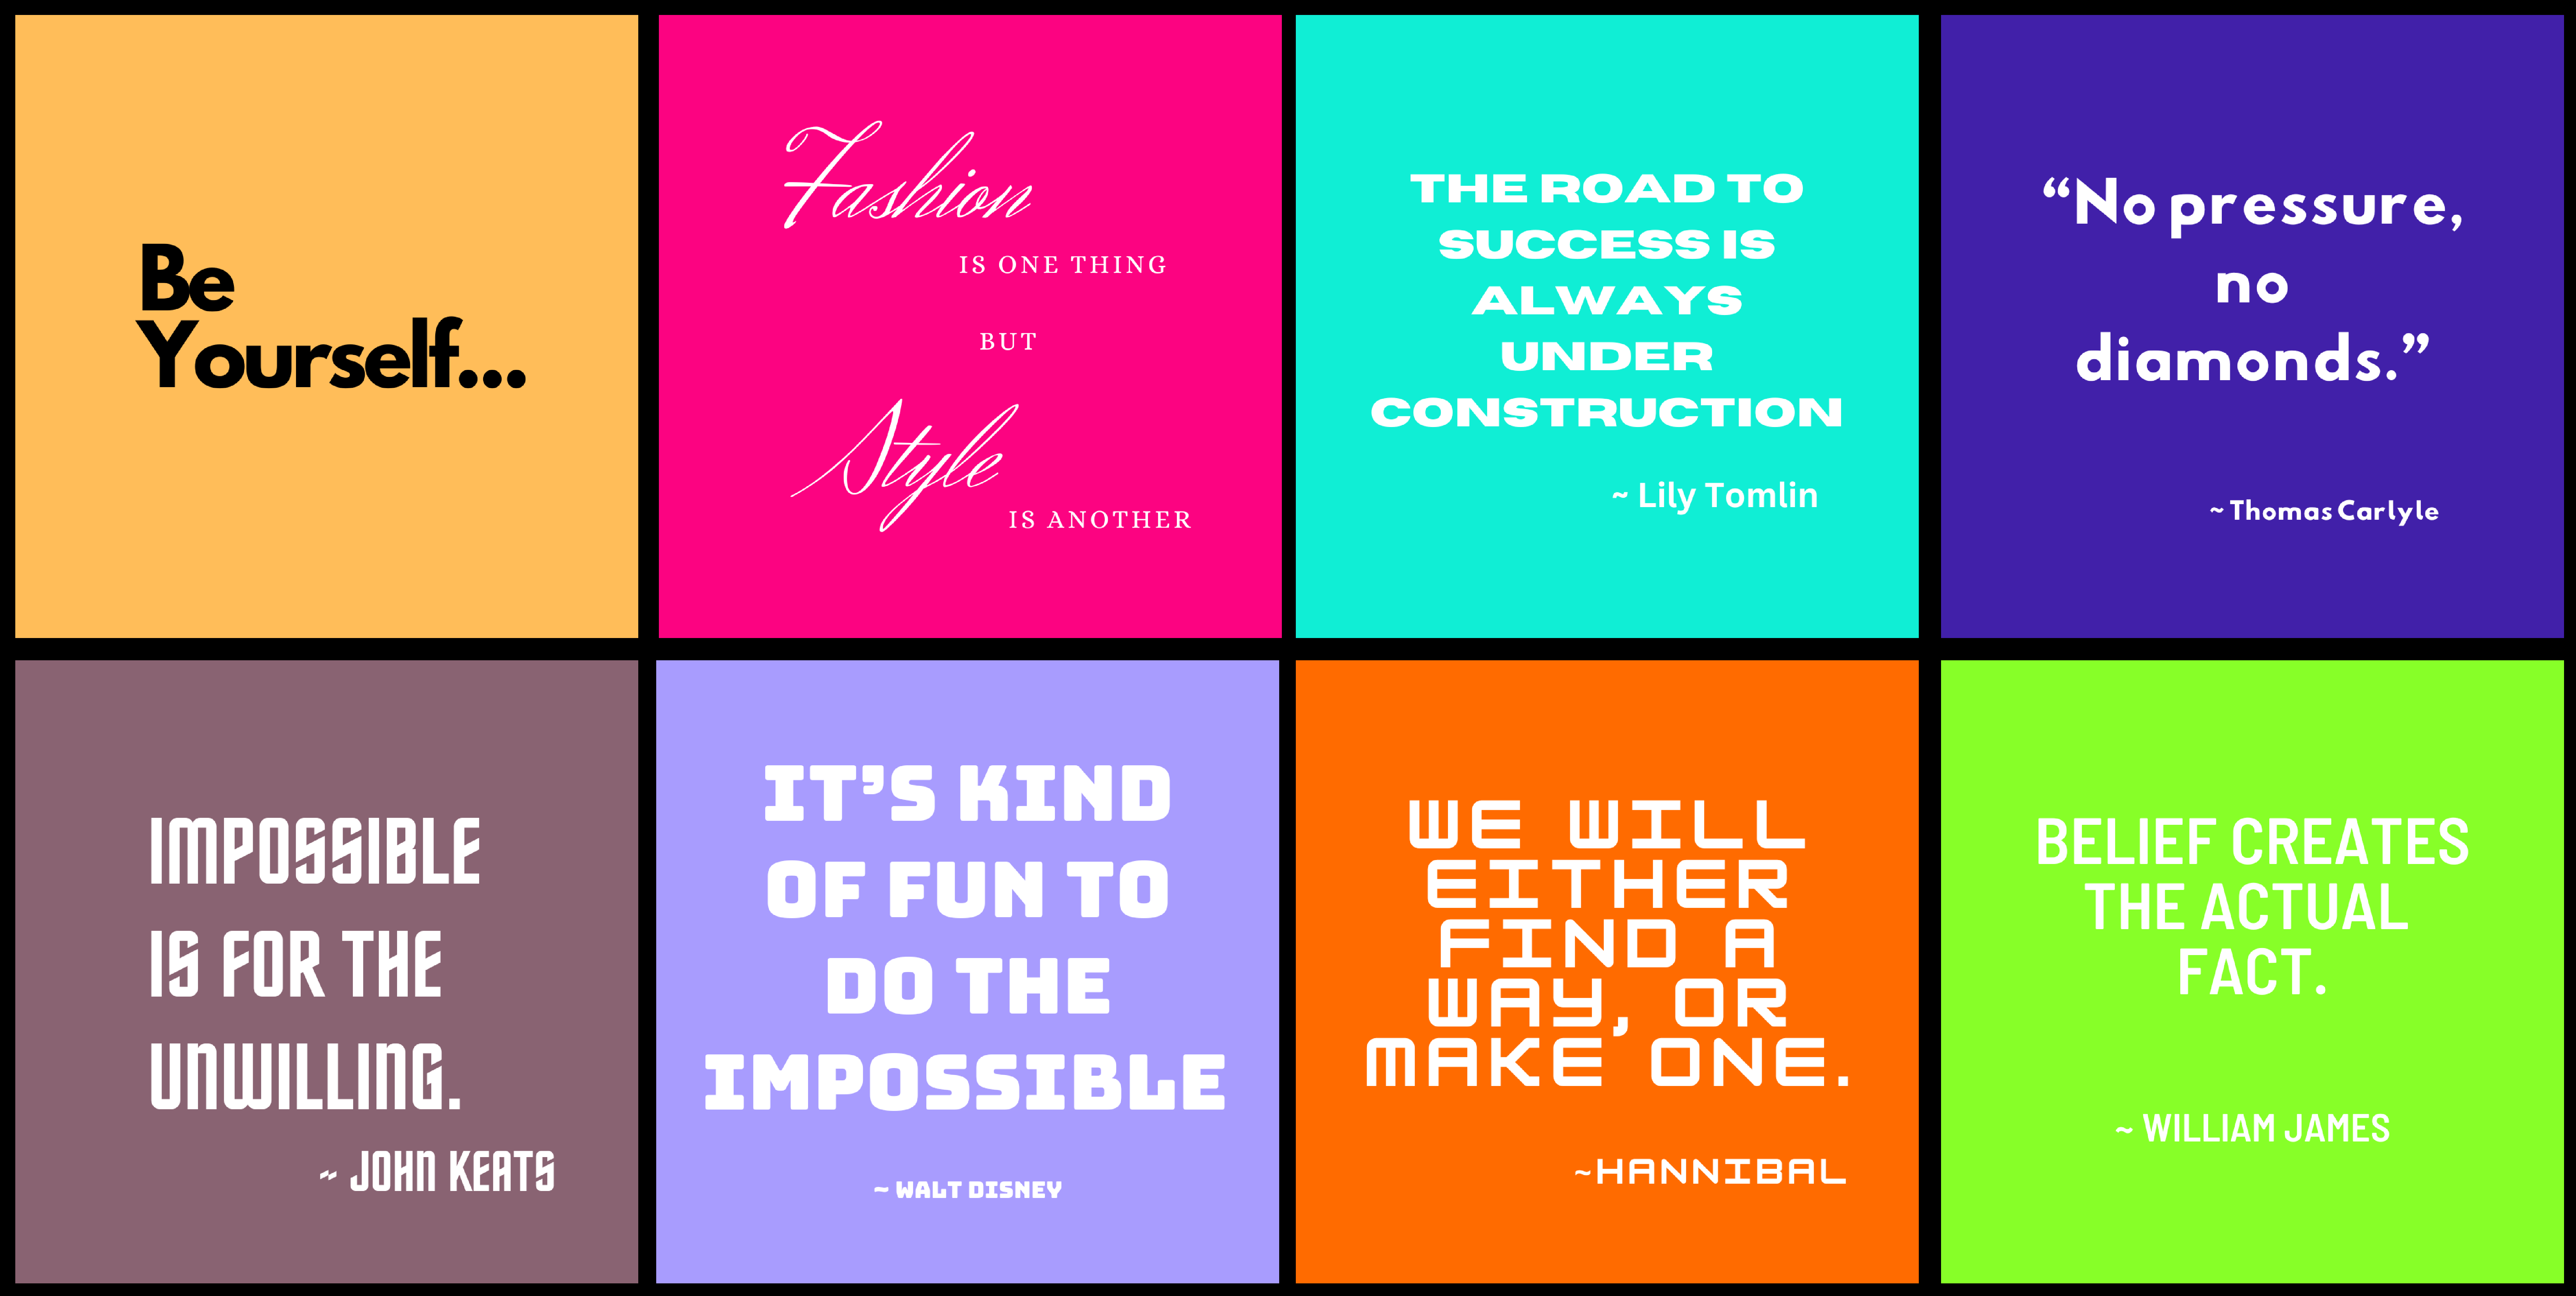 Be
Yourself...
Fashion
IS ONE THING
BUT
Style
IS ANOTHER
THE ROAD TO
SUCCESS IS
ALWAYS
UNDER
CONSTRUCTION
~ Lily Tomlin
“No pressure,
no
diamonds.”
~ Thomas Carlyle
IMPOSSIBLE
IS FOR THE
UNWILLING.
~ JOHN KEATS
IT’S KIND
OF FUN TO
DO THE
IMPOSSIBLE
~ WALT DISNEY
WE WILL
EITHER
FIND A
WAY, OR
MAKE ONE.
~HANNIBAL
BELIEF CREATES
THE ACTUAL
FACT.
~ WILLIAM JAMES